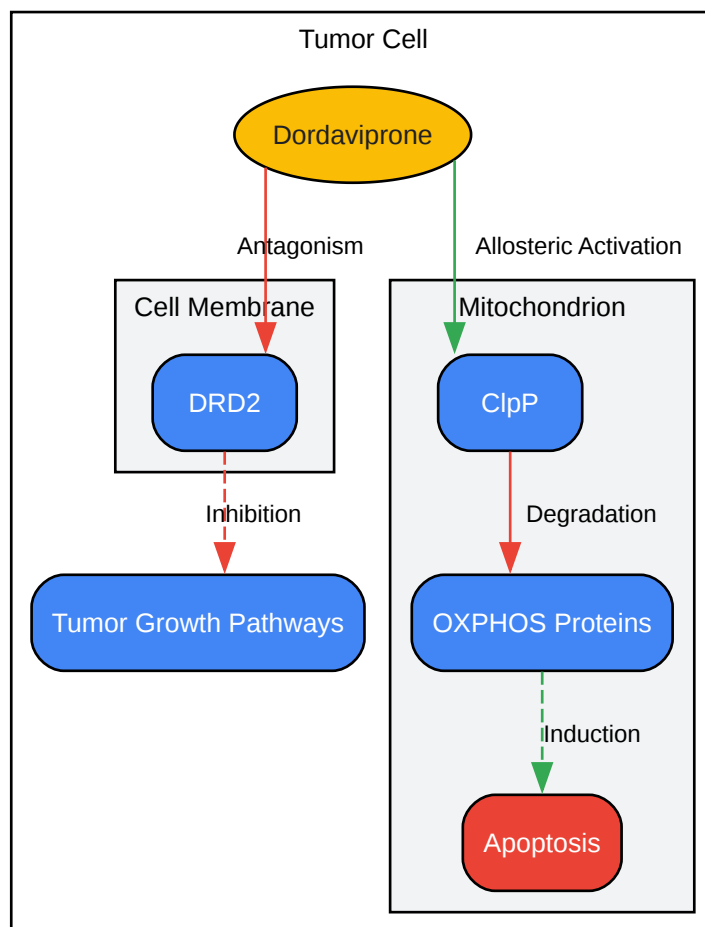 Tumor Cell
Dordaviprone
Antagonism
Allosteric Activation
Cell Membrane
Mitochondrion
DRD2
ClpP
Inhibition
Degradation
Tumor Growth Pathways
OXPHOS Proteins
Induction
Apoptosis